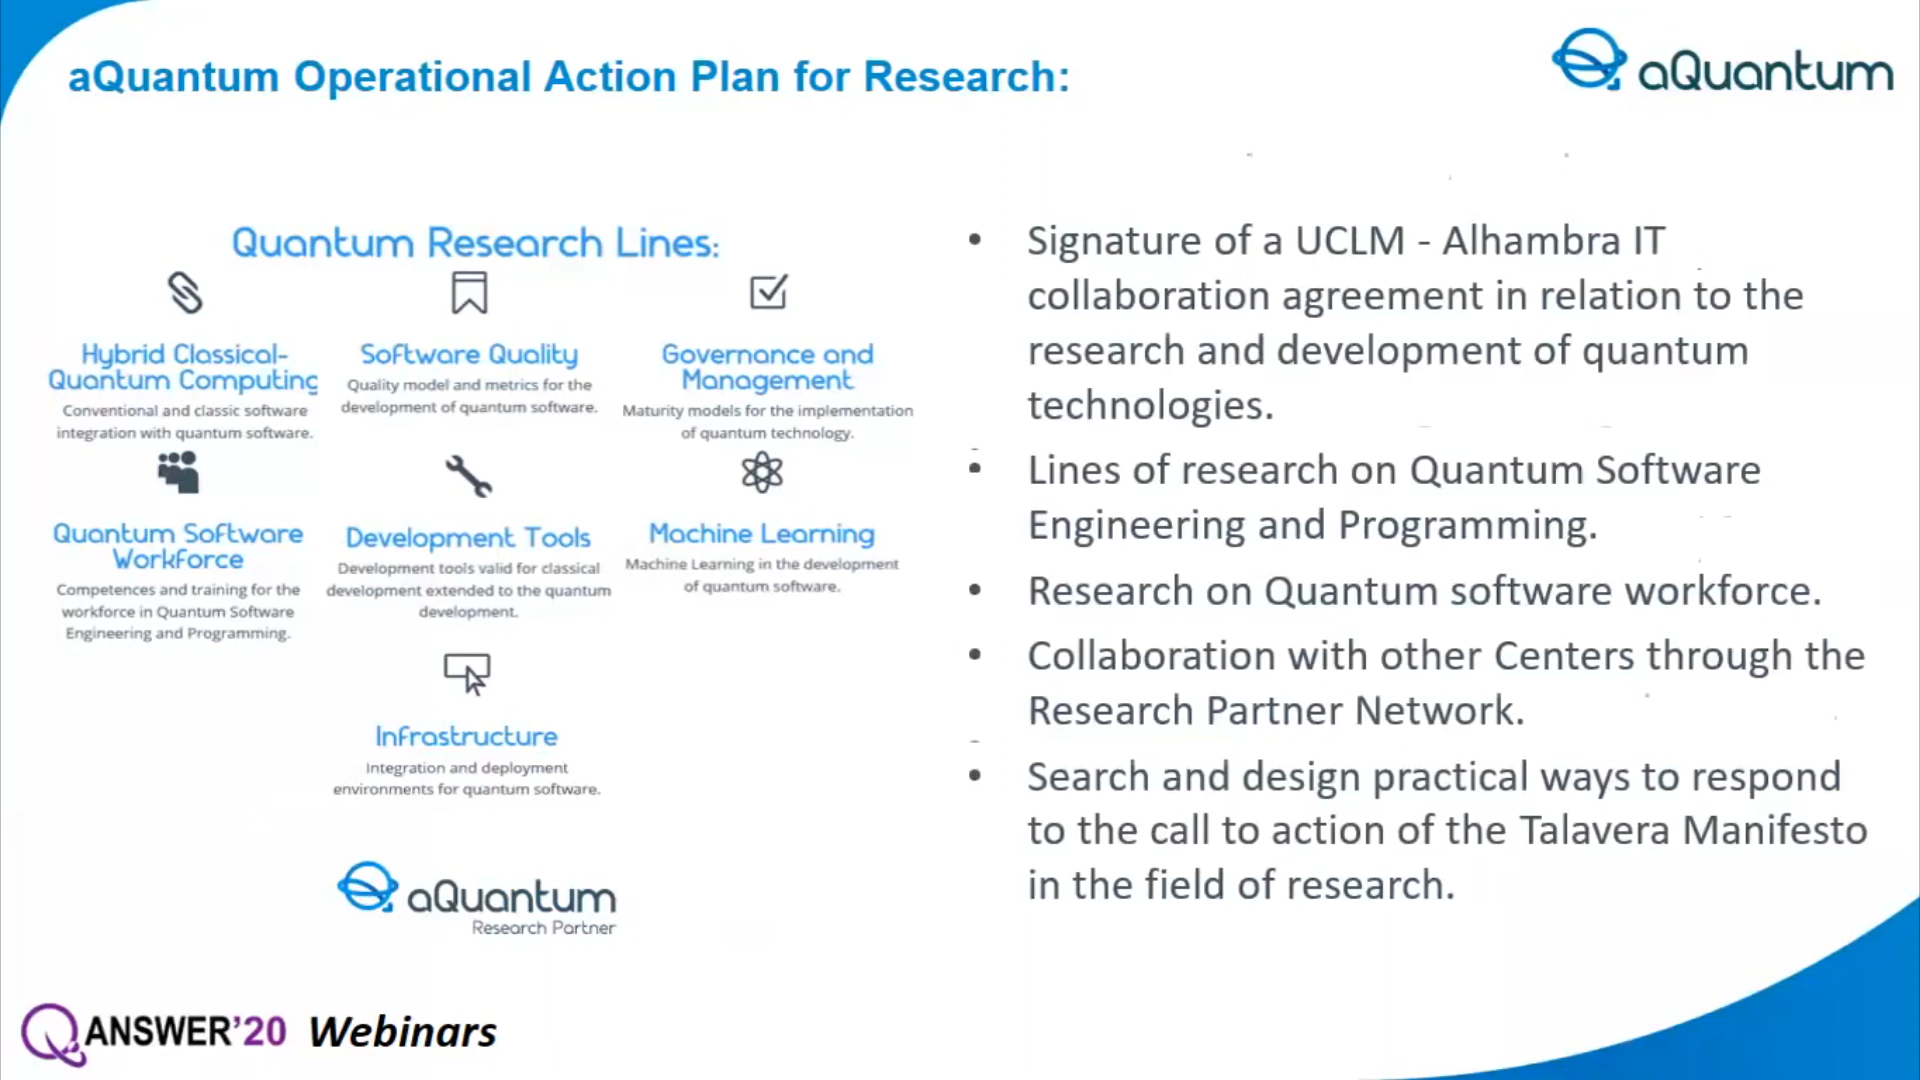 aQuantum Operational Action Plan for Research:
aQuantum
Quantum Research Lines:
Hybrid Classical-
Quantum Computing
Conventional and classic software
integration with quantum software.
Software Quality
Quality model and metrics for the
development of quantum software.
Governance and
Management
Maturity models for the implementation
of quantum technology.
Quantum Software
Workforce
Competences and training for the
workforce in Quantum Software
Engineering and Programming.
Development Tools
Development tools valid for classical
development extended to the quantum
development.
Machine Learning
Machine Learning in the development
of quantum software.
Infrastructure
Integration and deployment
environments for quantum software.
aQuantum
Research Partner
• Signature of a UCLM - Alhambra IT
collaboration agreement in relation to the
research and development of quantum
technologies.
• Lines of research on Quantum Software
Engineering and Programming.
• Research on Quantum software workforce.
• Collaboration with other Centers through the
Research Partner Network.
• Search and design practical ways to respond
to the call to action of the Talavera Manifesto
in the field of research.
QANSWER'20 Webinars